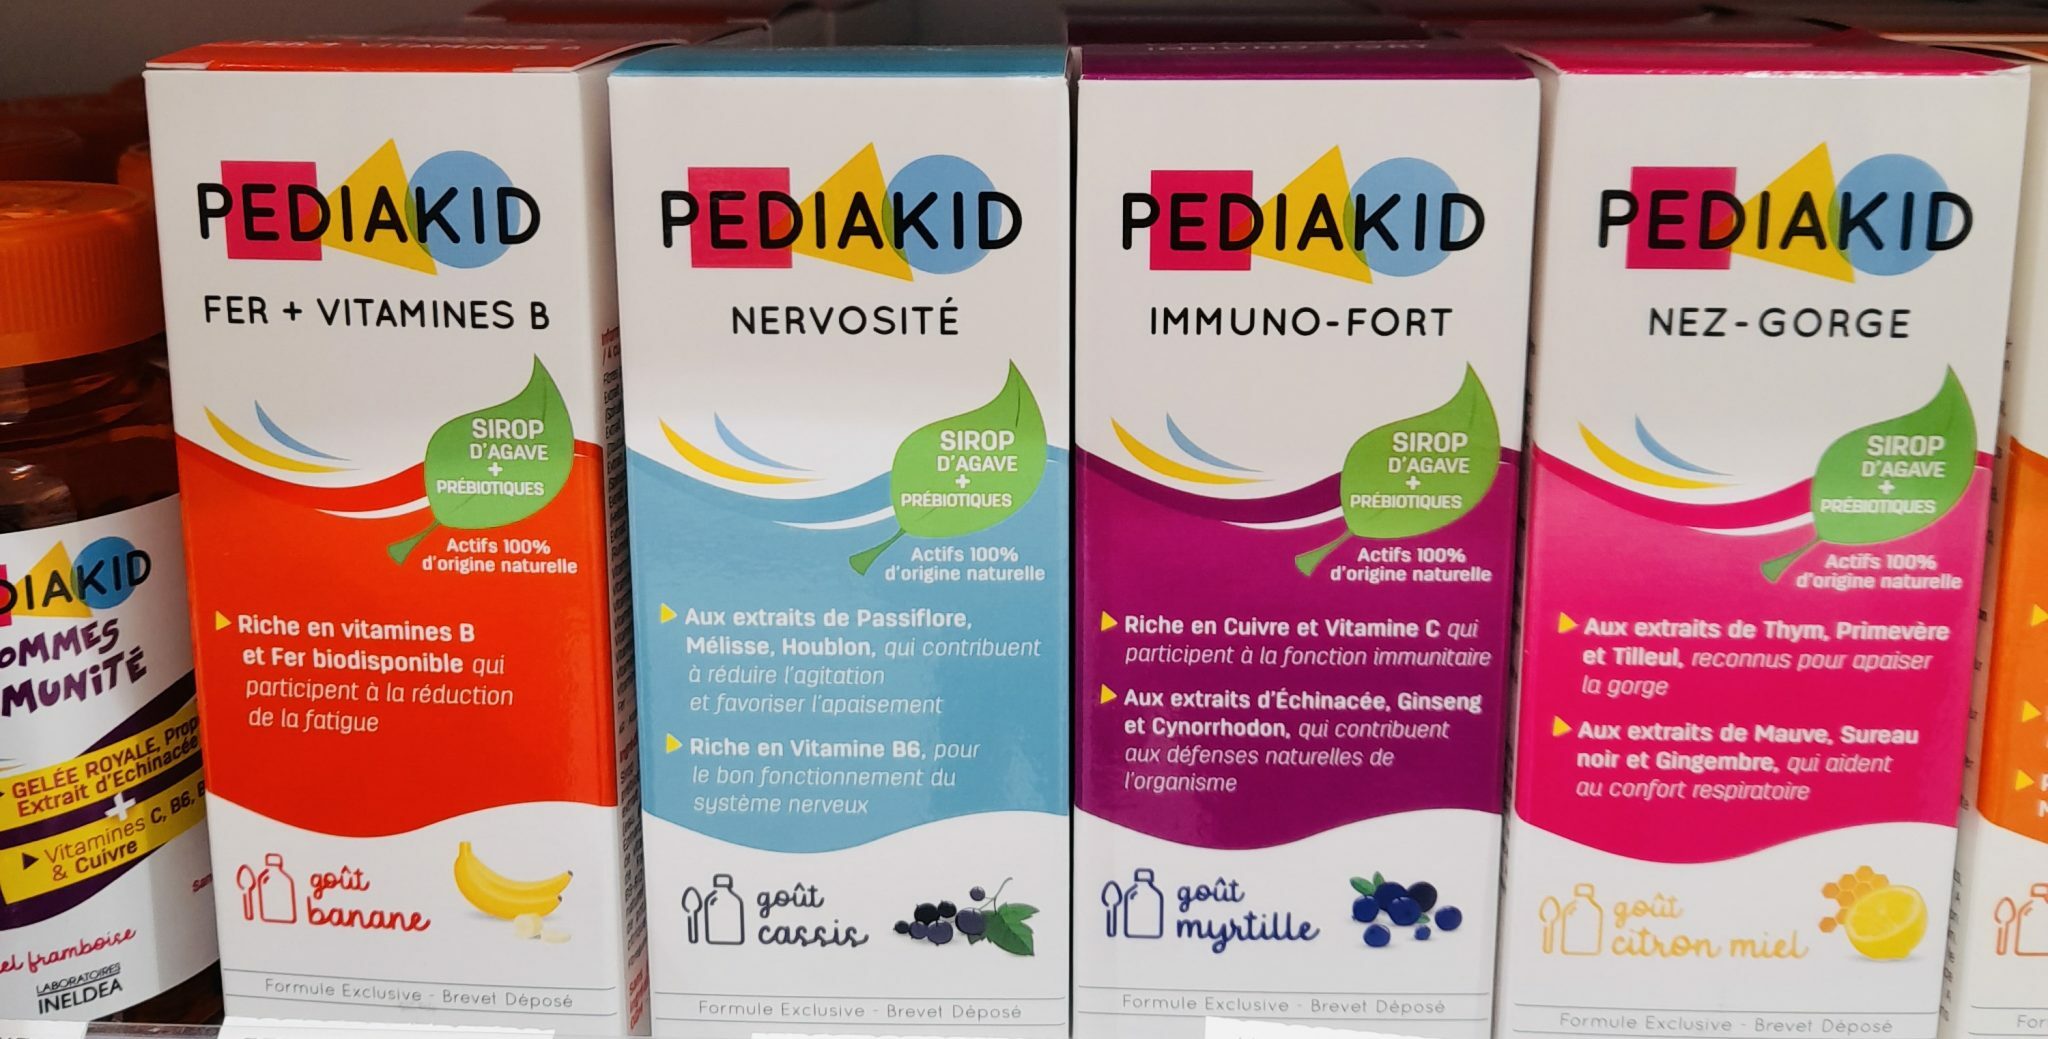 PEDIAKID
FER + VITAMINES B
SIROP
D'AGAVE
+
PRÉBIOTIQUES
Actifs 100%
d'origine naturelle
Riche en vitamines B
et Fer biodisponible qui
participent à la réduction
de la fatigue
goût
banane
Formule Exclusive - Brevet Déposé
PEDIAKID
NERVOSITÉ
SIROP
D'AGAVE
+
PRÉBIOTIQUES
Actifs 100%
d'origine naturelle
Aux extraits de Passiflore,
Mélisse, Houblon, qui contribuent
à réduire l'agitation
et favoriser l'apaisement
Riche en Vitamine B6, pour
le bon fonctionnement du
système nerveux
goût
cassis
Formule Exclusive - Brevet Déposé
PEDIAKID
IMMUNO-FORT
SIROP
D'AGAVE
+
PRÉBIOTIQUES
Actifs 100%
d'origine naturelle
Riche en Cuivre et Vitamine C qui
participent à la fonction immunitaire
Aux extraits d'Échinacée, Ginseng
et Cynorrhodon, qui contribuent
aux défenses naturelles de
l'organisme
goût
myrtille
Formule Exclusive - Brevet Déposé
PEDIAKID
NEZ-GORGE
SIROP
D'AGAVE
+
PRÉBIOTIQUES
Actifs 100%
d'origine naturelle
Aux extraits de Thym, Primevère
et Tilleul, reconnus pour apaiser
la gorge
Aux extraits de Mauve, Sureau
noir et Gingembre, qui aident
au confort respiratoire
goût
citron miel
Formule Exclusive - Brevet Déposé
DIAKID
OMMES
MUNITÉ
GELÉE ROYALE, Prop
Extrait d'Echinacée
+
Vitamines C, B6, B
& Cuivre
el framboise
LABORATOIRES
INELDEA